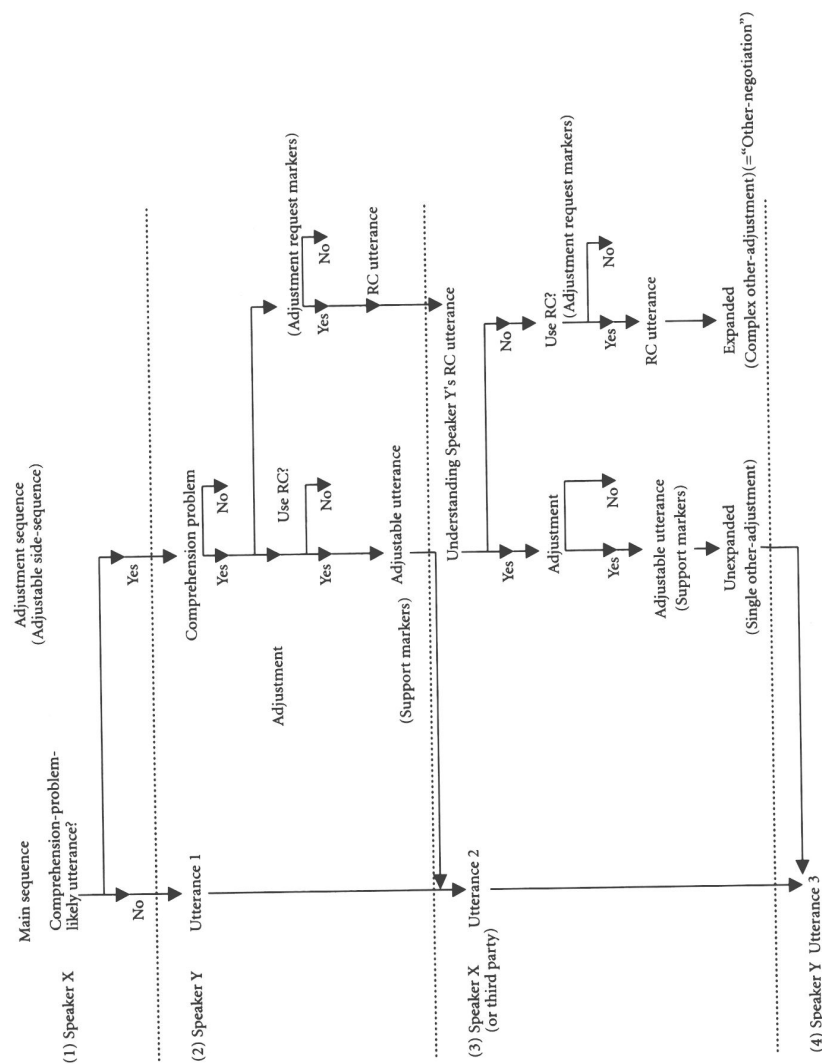 Main sequence
Adjustment sequence
(Adjustable side-sequence)
(1) Speaker X
Comprehension-problem-
likely utterance?
No
Yes
(2) Speaker Y
Utterance 1
Comprehension problem
Yes
No
Adjustment
Use RC?
(Adjustment request markers)
Yes
No
Yes
No
Adjustable utterance
RC utterance
(Support markers)
(3) Speaker X
(or third party)
Utterance 2
Understanding Speaker Y's RC utterance
Yes
No
Adjustment
Use RC?
(Adjustment request markers)
Yes
No
Yes
No
Adjustable utterance
(Support markers)
RC utterance
Unexpanded
(Single other-adjustment)
Expanded
(Complex other-adjustment)(=“Other-negotiation”)
(4) Speaker Y Utterance 3